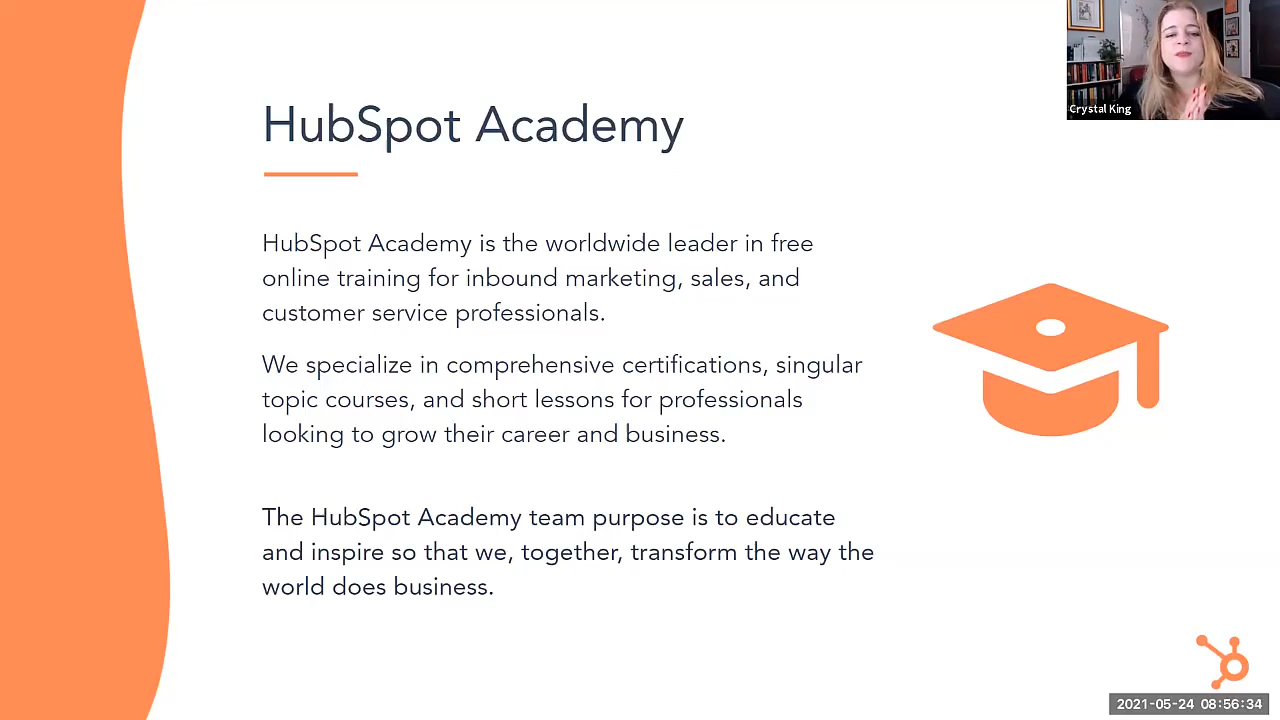 Crystal King
HubSpot Academy
HubSpot Academy is the worldwide leader in free
online training for inbound marketing, sales, and
customer service professionals.
We specialize in comprehensive certifications, singular
topic courses, and short lessons for professionals
looking to grow their career and business.
The HubSpot Academy team purpose is to educate
and inspire so that we, together, transform the way the
world does business.
2021-05-24 08:56:34